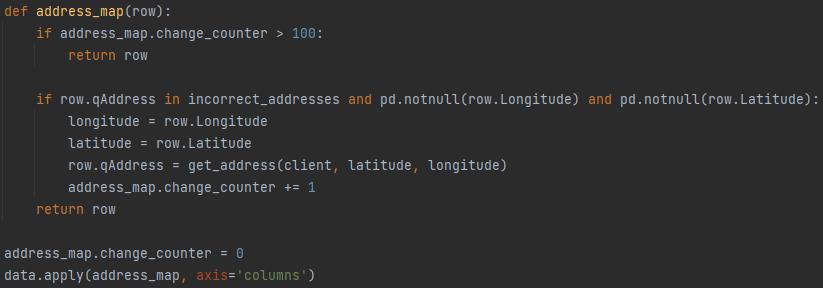 def address_map(row):
    if address_map.change_counter > 100:
        return row

    if row.qAddress in incorrect_addresses and pd.notnull(row.Longitude) and pd.notnull(row.Latitude):
        longitude = row.Longitude
        latitude = row.Latitude
        row.qAddress = get_address(client, latitude, longitude)
        address_map.change_counter += 1
    return row

address_map.change_counter = 0
data.apply(address_map, axis='columns')